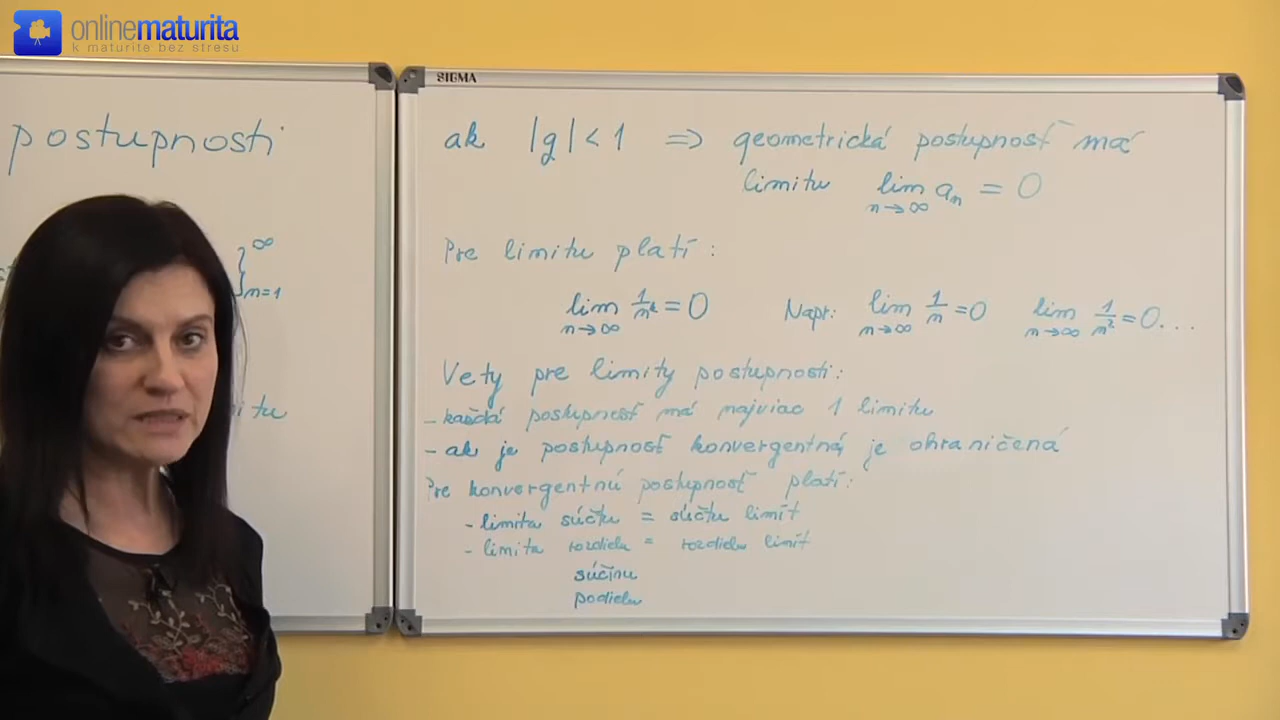 onlinematurita
k maturite bez stresu
SIGMA
postupnosti
}∞ n=1
itu
ak |g| < 1 ⇒ geometrická postupnosť má
limitu lim n→∞ an = 0
Pre limitu platí:
lim n→∞ 1/n^k = 0 Napr: lim n→∞ 1/n = 0 lim n→∞ 1/n² = 0...
Vety pre limity postupnosti:
- každá postupnosť má najviac 1 limitu
- ak je postupnosť konvergentná, je ohraničená
Pre konvergentnú postupnosť platí:
- limita súčtu = súčtu limít
- limita rozdielu = rozdielu limít
súčinu
podielu